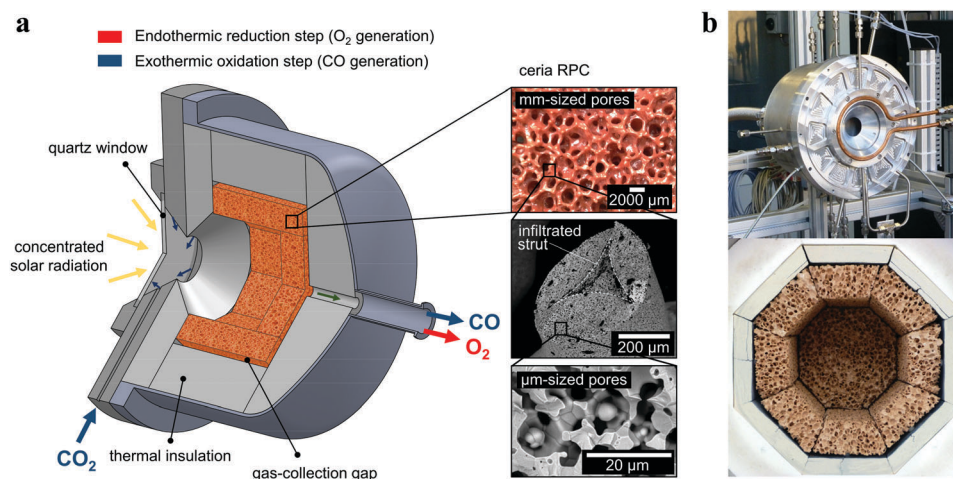 a
Endothermic reduction step (O₂ generation)
Exothermic oxidation step (CO generation)
quartz window
concentrated
solar radiation
CO₂
thermal insulation
gas-collection gap
CO
O₂
ceria RPC
mm-sized pores
2000 µm
infiltrated
strut
200 µm
µm-sized pores
20 µm
b